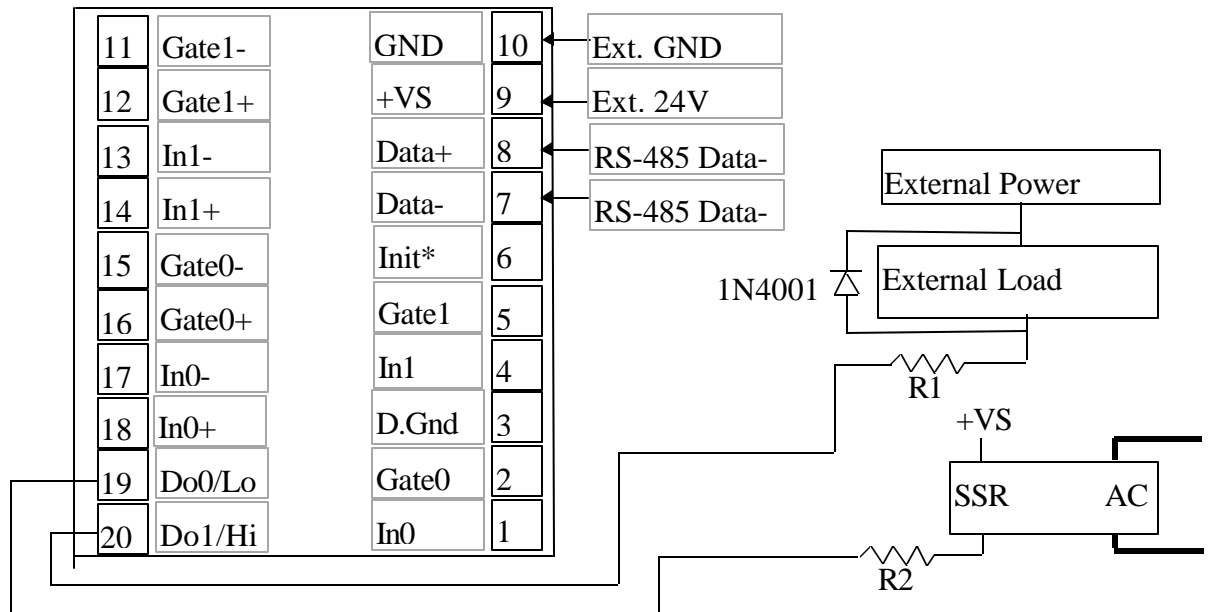 11 Gate1- GND 10 Ext. GND
12 Gate1+ +VS 9 Ext. 24V
13 In1- Data+ 8 RS-485 Data-
14 In1+ Data- 7 RS-485 Data-
15 Gate0- Init* 6
16 Gate0+ Gate1 5
17 In0- In1 4
18 In0+ D.Gnd 3
19 Do0/Lo Gate0 2
20 Do1/Hi In0 1
External Power
1N4001 External Load
R1
+VS
SSR AC
R2